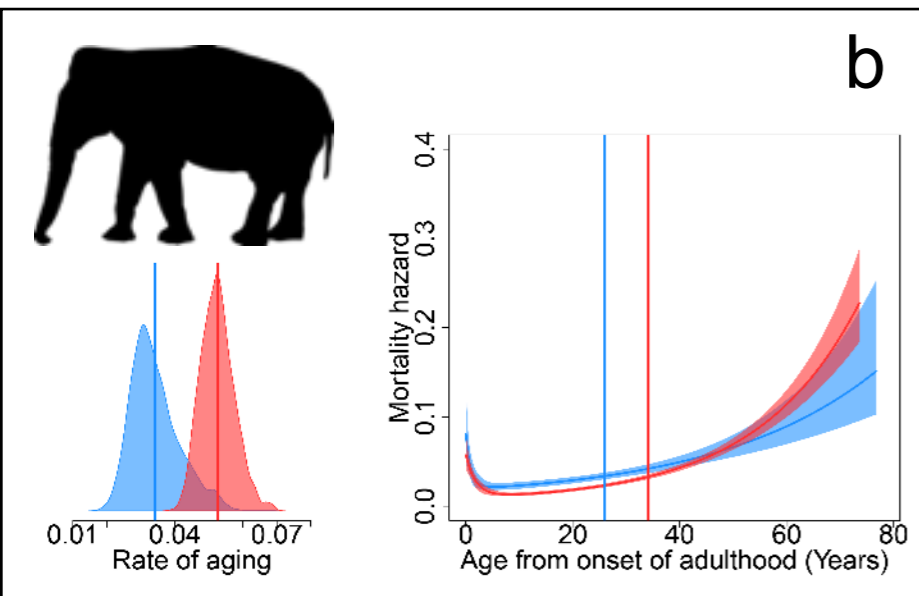 b
0.4
0.3
0.2
0.1
0.0
Mortality hazard
0 20 40 60 80
Age from onset of adulthood (Years)
0.01 0.04 0.07
Rate of aging